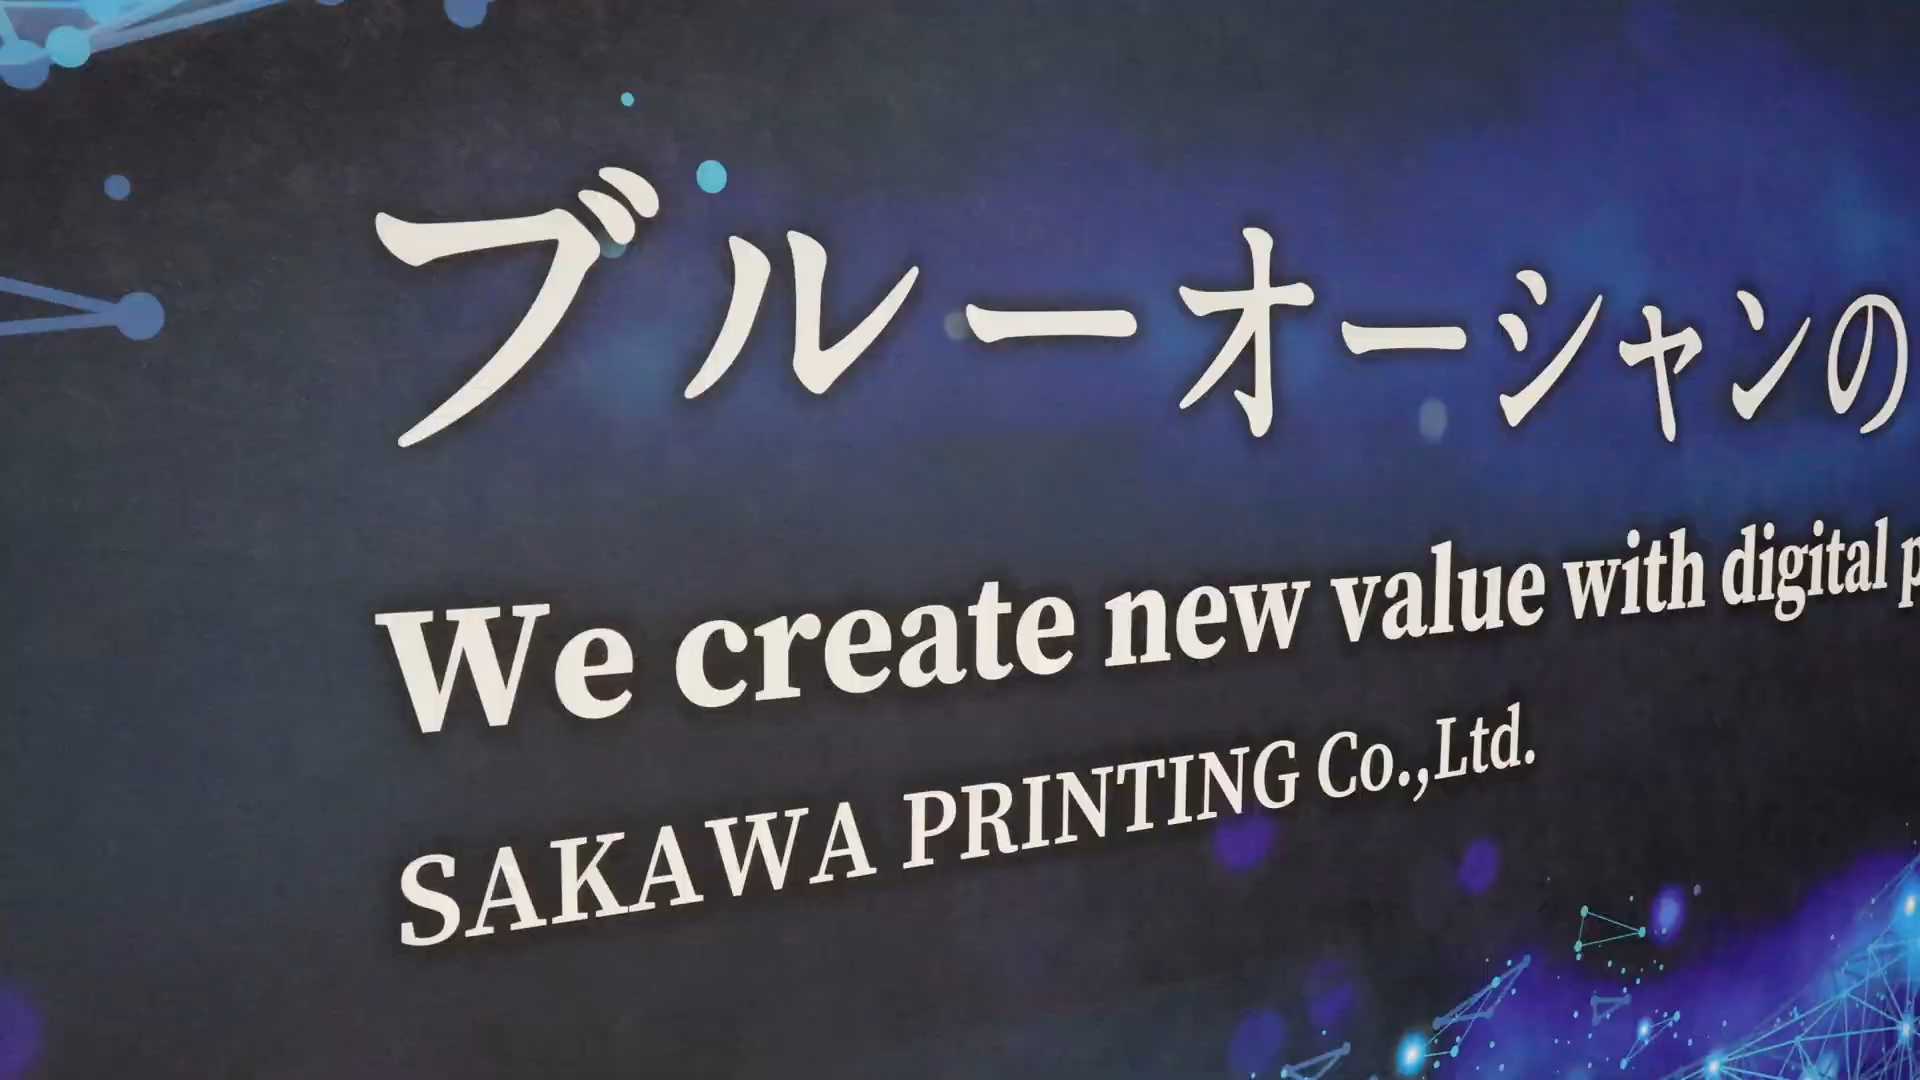 ブルーオーシャンの
We create new value with digital
SAKAWA PRINTING Co.,Ltd.